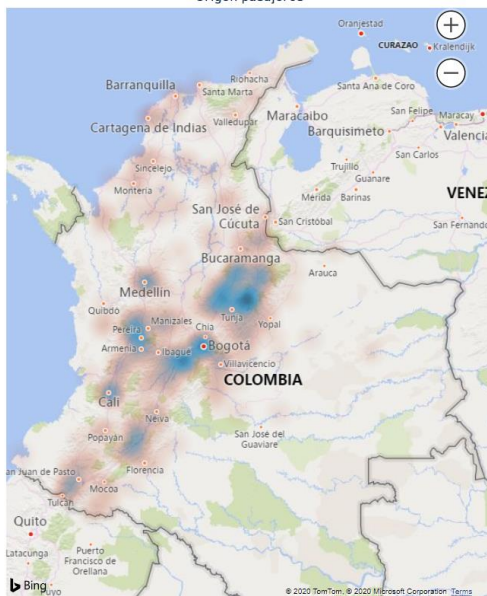 Origen pasajeros
Oranjestad
CURAZAO
Kralendijk
Riohacha
Barranquilla
Santa Marta
Santa Ana de Coro
Cartagena de Indias
Valledupar
Maracaibo
San Felipe
Maracay
Barquisimeto
Valencia
Sincelejo
Montería
Trujillo
San Carlos
Guanare
Mérida
Barinas
VENEZ
San José de
Cúcuta
San Cristóbal
San Fernando
Bucaramanga
Arauca
Medellín
Quibdó
Manizales
Chia
Tunja
Yopal
Pereira
Armenia
Ibagué
Bogotá
Villavicencio
COLOMBIA
Cali
Neiva
Popayán
San José del
Guaviare
Florencia
an Juan de Pasto
Mocoa
Tulcán
Quito
Latacunga
Puerto
Francisco de
Orellana
Puyo
Bing
© 2020 TomTom, © 2020 Microsoft Corporation Terms